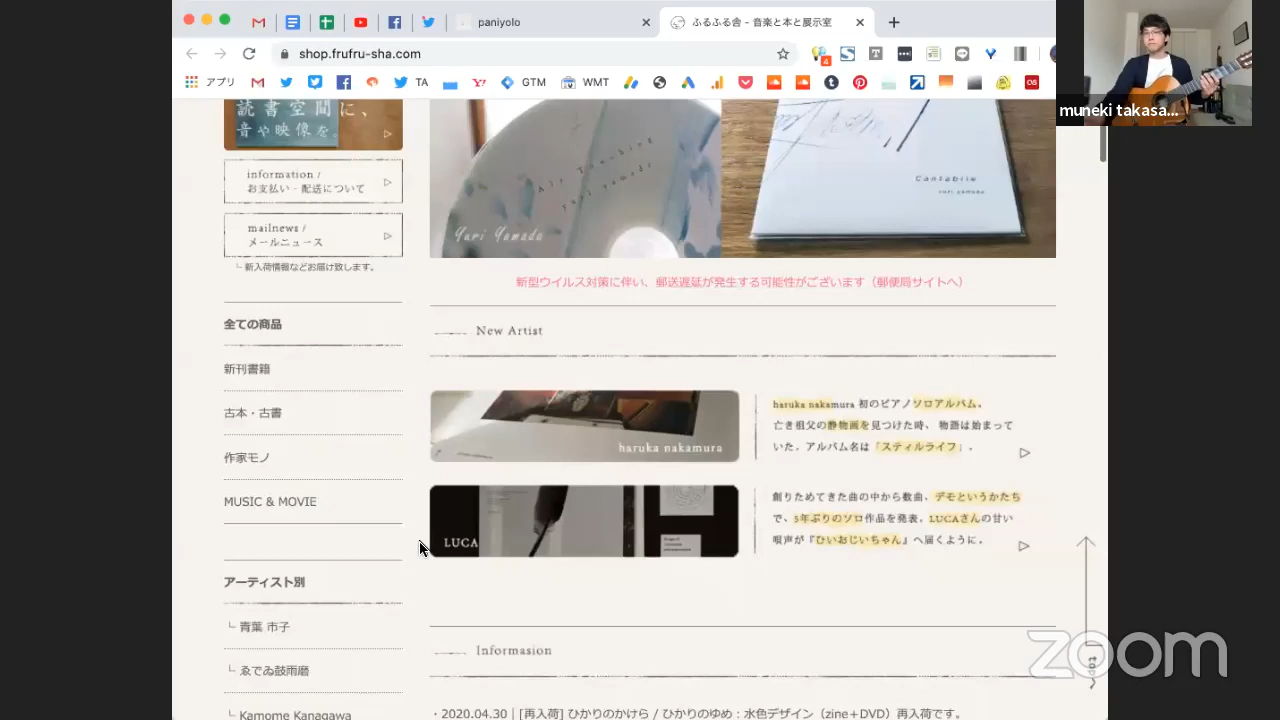 paniyolo
ふるふる舎 - 音楽と本と展示室
shop.frufru-sha.com
4
アプリ
TA
GTM
WMT
muneki takasa...
読書空間に、
音や映像を。
information /
お支払い・配送について
mailnews /
メールニュース
└ 新入荷情報などお届け致します。
全ての商品
新刊書籍
古本・古書
作家モノ
MUSIC & MOVIE
アーティスト別
└ 青葉 市子
└ ゑでゐ鼓雨磨
Kamome Kanagawa
Yuri Yamada
Cantabile
yuri yamada
新型ウイルス対策に伴い、郵送遅延が発生する可能性がございます（郵便局サイトへ）
New Artist
haruka nakamura
haruka nakamura 初のピアノソロアルバム。
亡き祖父の静物画を見つけた時、物語は始まって
いた。アルバム名は「スティルライフ」。
LUCA
創りためてきた曲の中から数曲、デモというかたち
で、5年ぶりのソロ作品を発表。LUCAさんの甘い
唄声が『ひいおじいちゃん』へ届くように。
Informasion
・2020.04.30 | [再入荷] ひかりのかけら / ひかりのゆめ：水色デザイン（zine＋DVD）再入荷です。
top
zoom